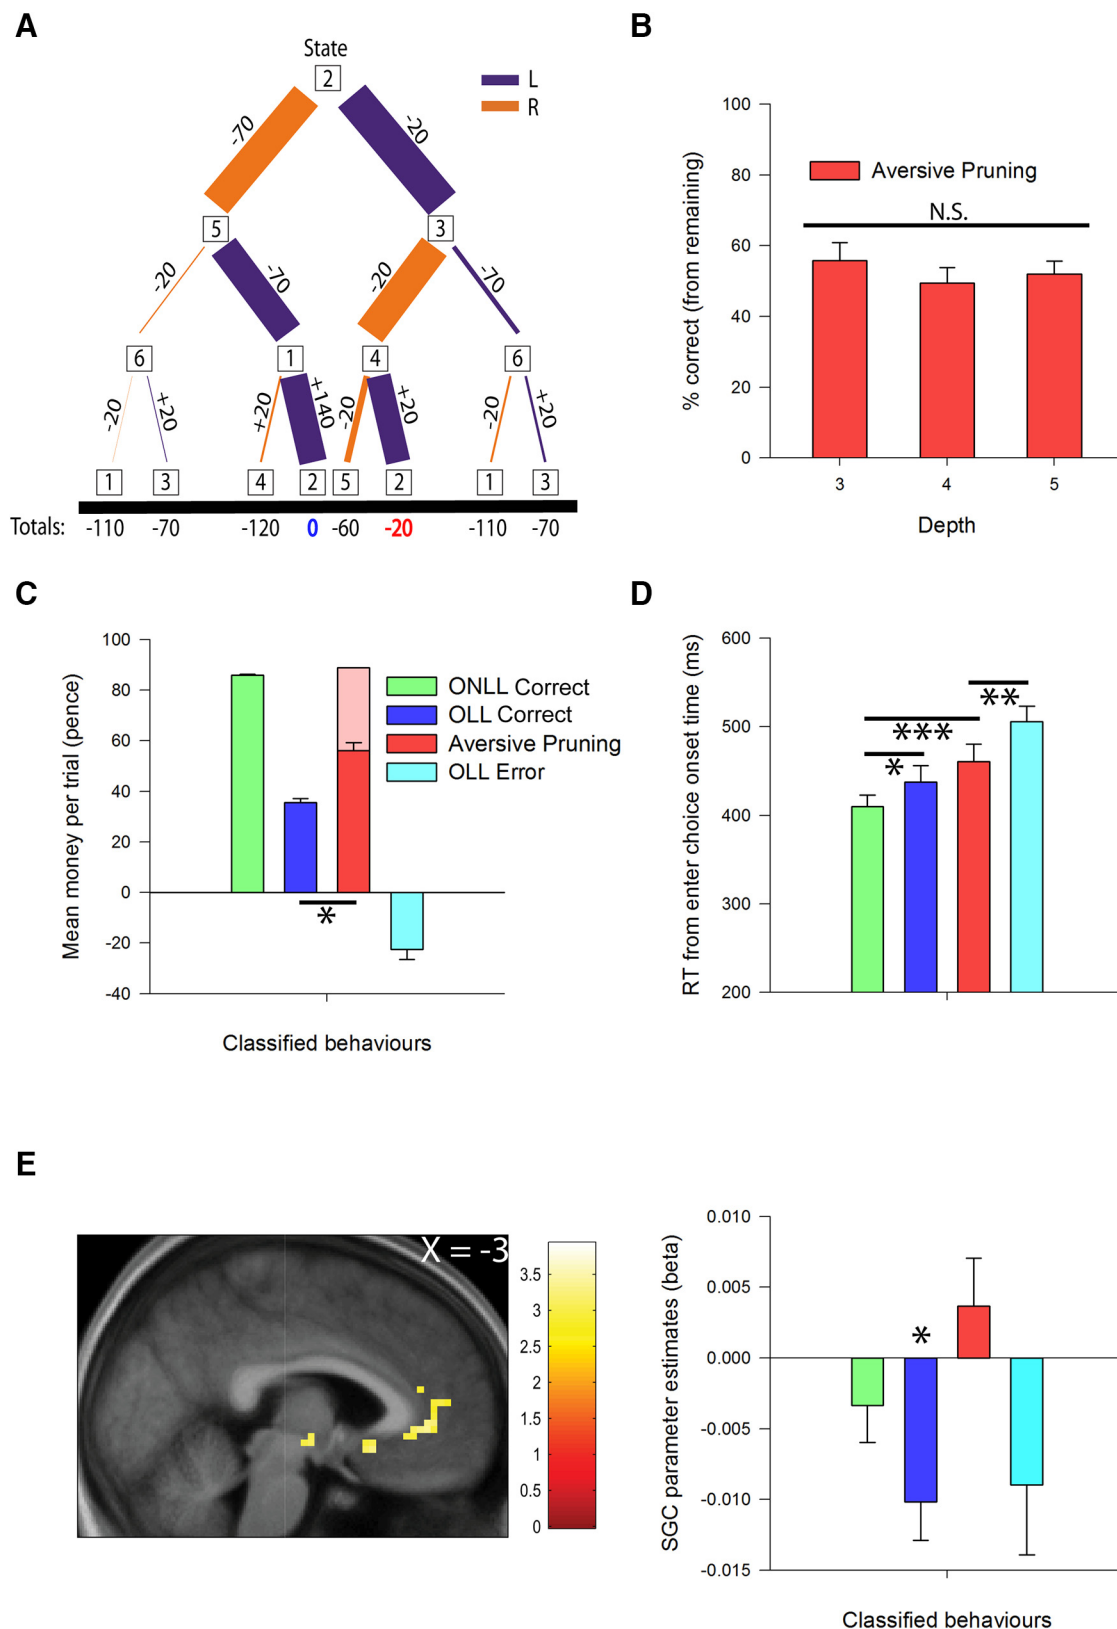 A
State
2
L
R
-70
-20
5
3
-20
-70
-20
-70
6
1
4
6
-20
+20
+20
+140
-20
+20
-20
+20
1
3
4
2
5
2
1
3
Totals: -110 -70 -120 0 -60 -20 -110 -70
B
% correct (from remaining)
100
80
60
40
20
0
Aversive Pruning
N.S.
3 4 5
Depth
C
Mean money per trial (pence)
100
80
60
40
20
0
-20
-40
ONLL Correct
OLL Correct
Aversive Pruning
OLL Error
*
Classified behaviours
D
RT from enter choice onset time (ms)
600
500
400
300
200
**
***
*
E
X = -3
3.5
3
2.5
2
1.5
1
0.5
0
SGC parameter estimates (beta)
0.010
0.005
0.000
-0.005
-0.010
-0.015
*
Classified behaviours